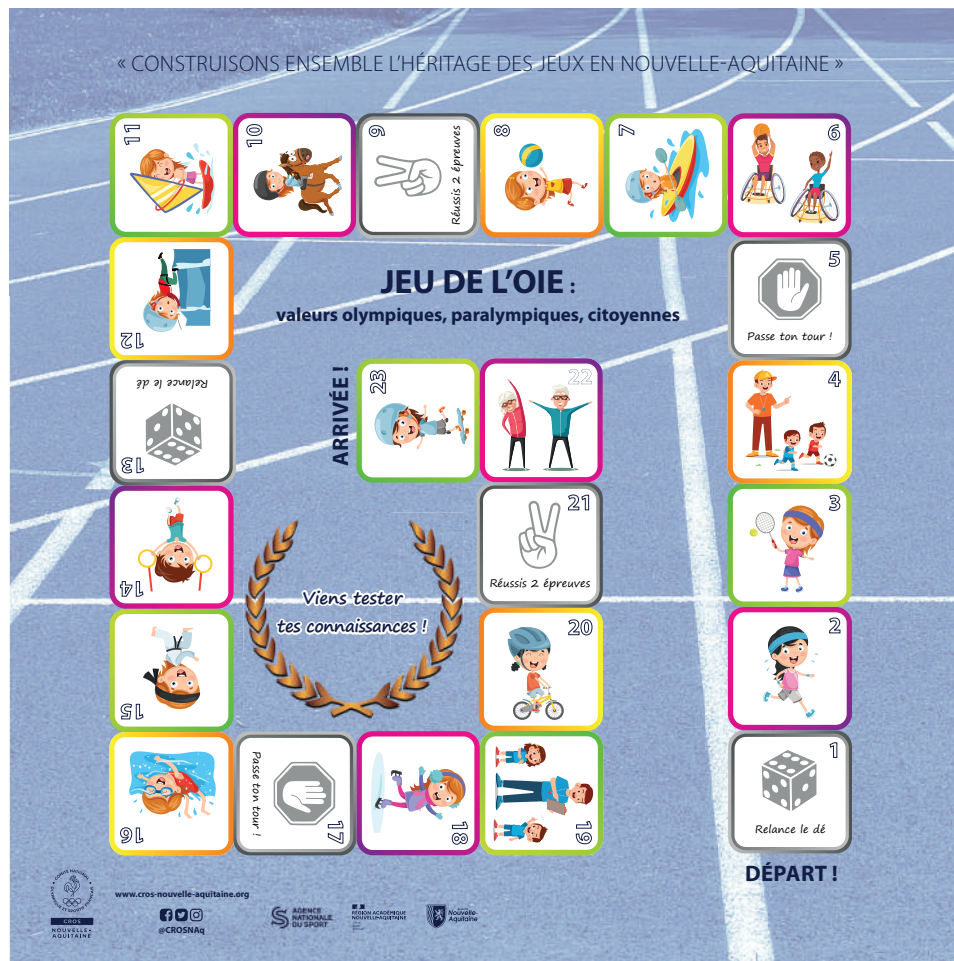 « CONSTRUISONS ENSEMBLE L'HÉRITAGE DES JEUX EN NOUVELLE-AQUITAINE »
11
10
9
Réussis 2 épreuves
8
7
6
JEU DE L'OIE :
valeurs olympiques, paralympiques, citoyennes
5
Passe ton tour !
12
4
Relance le dé
13
ARRIVÉE !
23
22
3
14
21
Réussis 2 épreuves
Viens tester
tes connaissances !
2
15
20
1
Relance le dé
16
Passe ton tour !
17
18
19
DÉPART !
CROS
NOUVELLE-
AQUITAINE
www.cros-nouvelle-aquitaine.org
@CROSNAq
AGENCE
NATIONALE
DU SPORT
RÉGION ACADÉMIQUE
NOUVELLE-AQUITAINE
Nouvelle-
Aquitaine